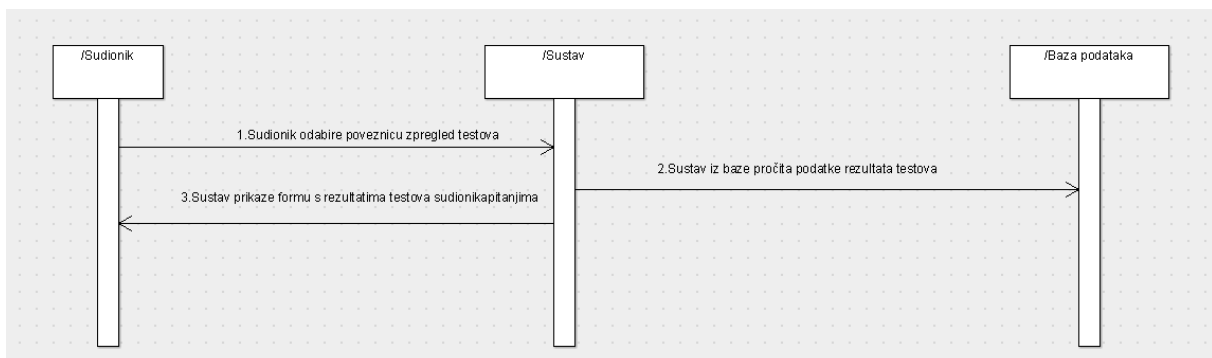 /Sudionik
/Sustav
/Baza podataka
1.Sudionik odabire poveznicu zpregled testova
2.Sustav iz baze pročita podatke rezultata testova
3.Sustav prikaze formu s rezultatima testova sudionikapitanjima